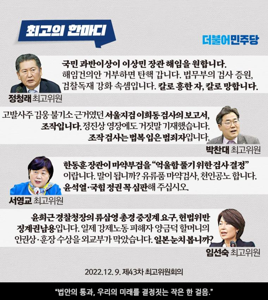 최고의 한마디
더불어민주당
국민 과반이상이 이상민 장관 해임을 원합니다.
해임건의안 거부하면 탄핵 갑니다. 법무부의 검사 증원,
검찰독재 강화 속셈입니다. 칼로 흥한 자, 칼로 망합니다.
정청래 최고위원
고발사주 김웅 불기소 근거였던 서울지검 이희동 검사의 보고서,
조작입니다. 정진상 영장에도 거짓말 기재했습니다.
조작 검사는 법복 입은 범죄자입니다.
박찬대 최고위원
한동훈 장관이 마약부검을 "억울함 풀기 위한 검사 결정"
이랍니다. 말이 됩니까? 유류품 마약검사, 천인공노 합니다.
윤석열·국힘 정권 꼭 심판해 주십시오.
서영교 최고위원
윤희근 경찰청장의 류삼영 총경 중징계 요구, 헌법위반
징계권남용입니다. 일제 강제노동 피해자 양금덕 할머니의
인권상·훈장 수상을 외교부가 막았습니다. 일본 눈치 봅니까?
임선숙 최고위원
2022.12. 9. 제43차 최고위원회의
"법안의 통과, 우리의 미래를 결정짓는 작은 한 걸음."